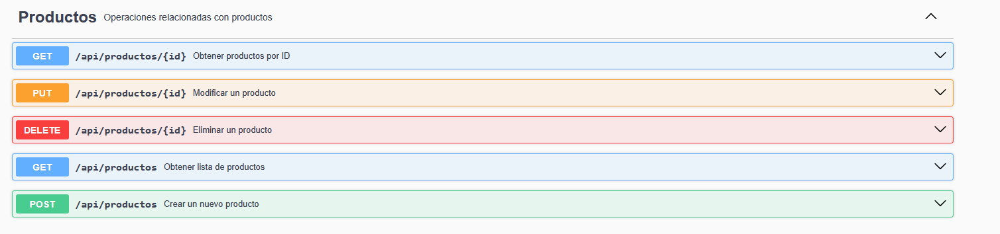 Productos Operaciones relacionadas con productos
GET /api/productos/{id} Obtener productos por ID
PUT /api/productos/{id} Modificar un producto
DELETE /api/productos/{id} Eliminar un producto
GET /api/productos Obtener lista de productos
POST /api/productos Crear un nuevo producto